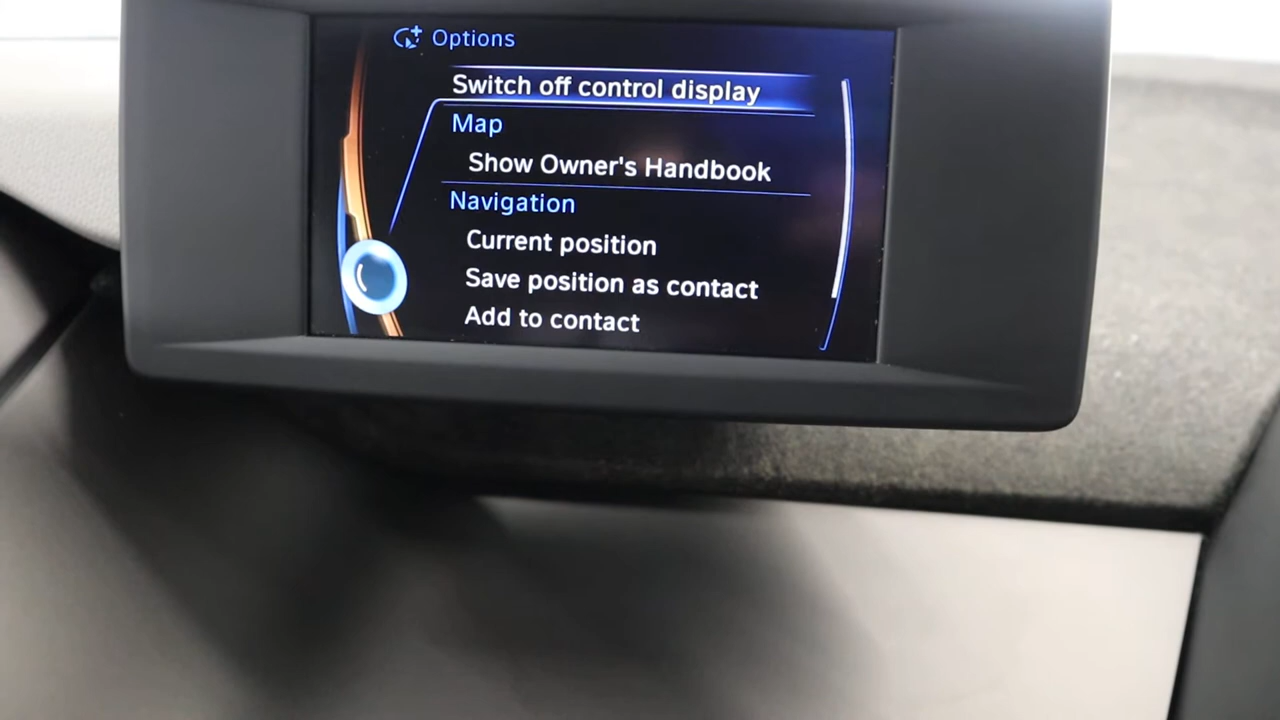 Options
Switch off control display
Map
Show Owner's Handbook
Navigation
Current position
Save position as contact
Add to contact